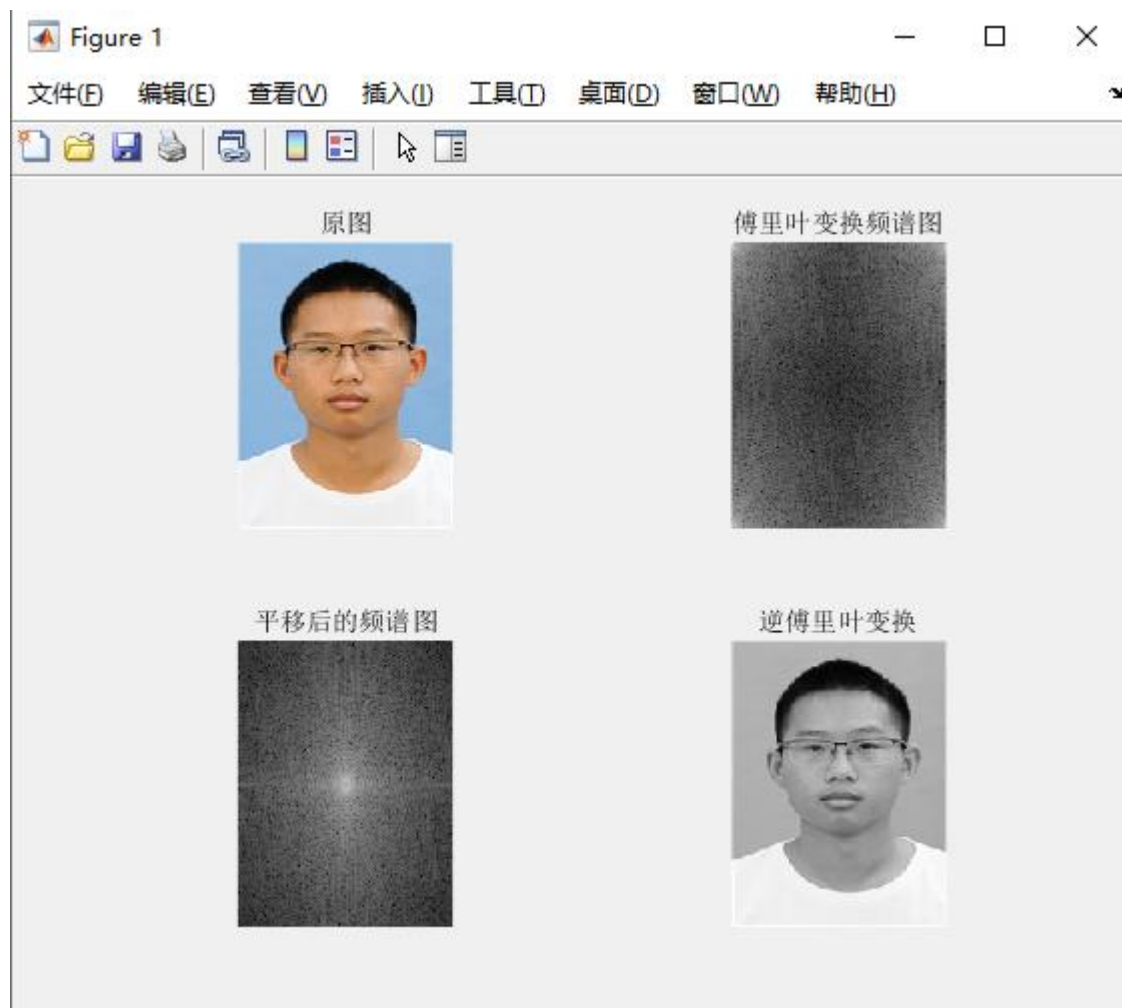 Figure 1
文件(F) 编辑(E) 查看(V) 插入(I) 工具(T) 桌面(D) 窗口(W) 帮助(H)
原图
傅里叶变换频谱图
平移后的频谱图
逆傅里叶变换